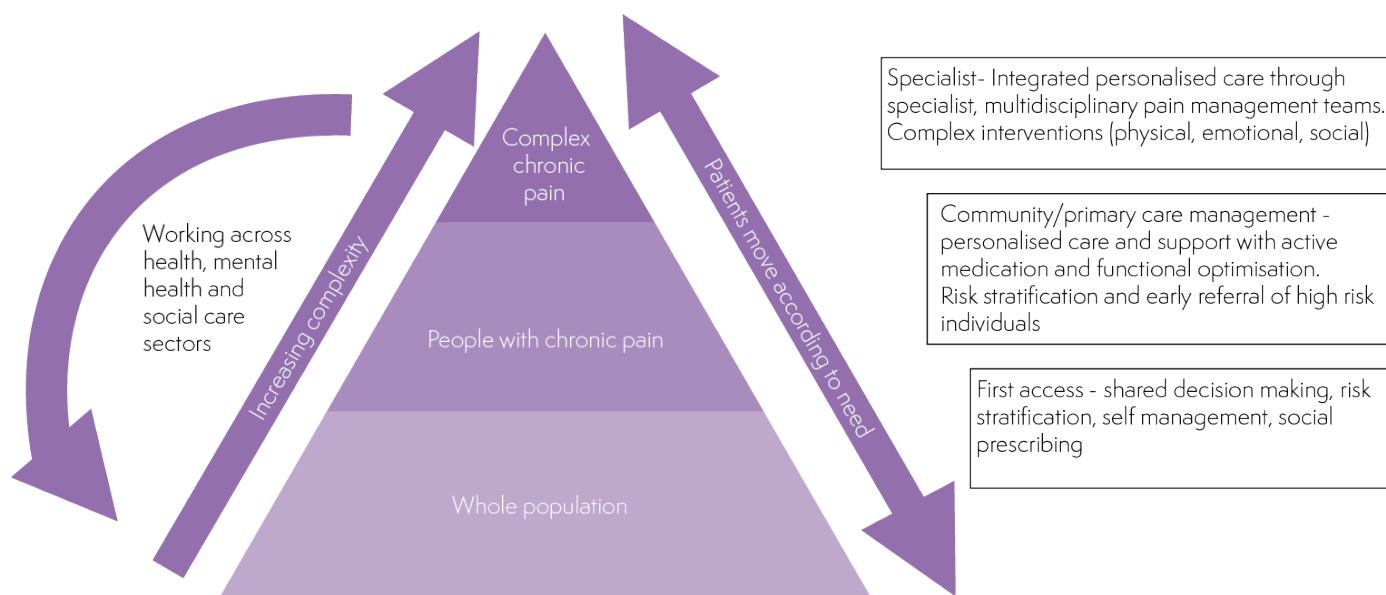 Complex
chronic
pain
People with chronic pain
Whole population
Working across
health, mental
health and
social care
sectors
Increasing complexity
Patients move according to need
Specialist- Integrated personalised care through
specialist, multidisciplinary pain management teams.
Complex interventions (physical, emotional, social)
Community/primary care management -
personalised care and support with active
medication and functional optimisation.
Risk stratification and early referral of high risk
individuals
First access - shared decision making, risk
stratification, self management, social
prescribing